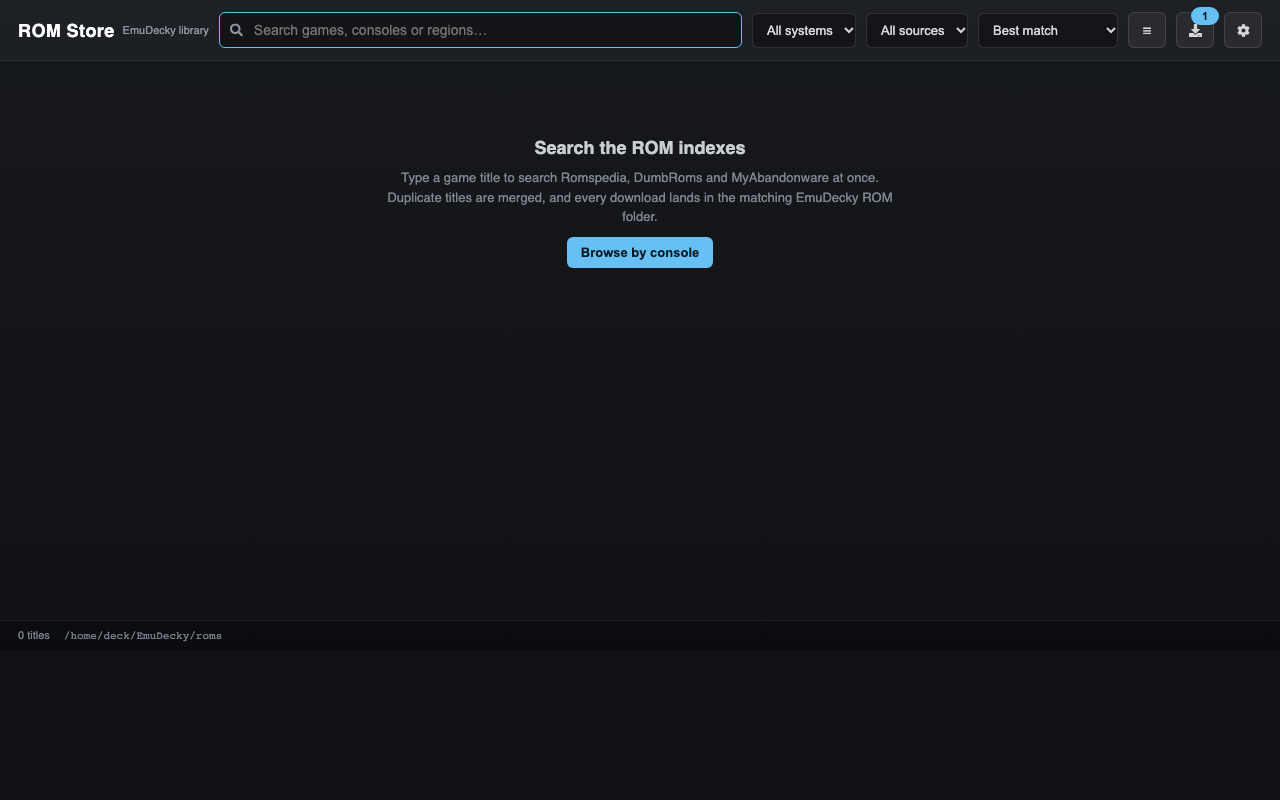 ROM Store EmuDecky library Search games, consoles or regions… All systems All sources Best match 1
Search the ROM indexes
Type a game title to search Romspedia, DumbRoms and MyAbandonware at once.
Duplicate titles are merged, and every download lands in the matching EmuDecky ROM
folder.
Browse by console
0 titles /home/deck/EmuDecky/roms